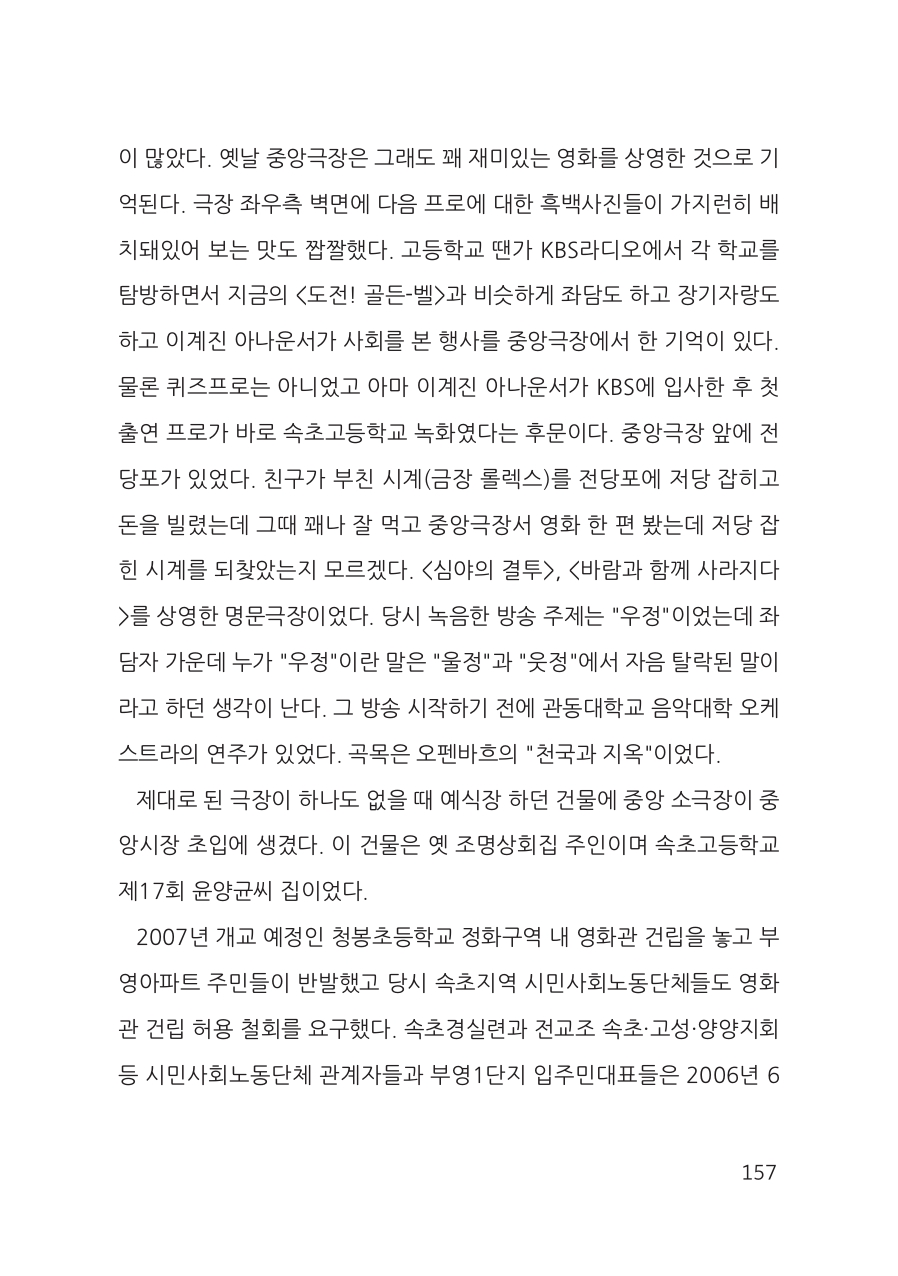 이 많았다. 옛날 중앙극장은 그래도 꽤 재미있는 영화를 상영한 것으로 기
억된다. 극장 좌우측 벽면에 다음 프로에 대한 흑백사진들이 가지런히 배
치돼있어 보는 맛도 짭짤했다. 고등학교 땐가 KBS라디오에서 각 학교를
탐방하면서 지금의 <도전! 골든-벨>과 비슷하게 좌담도 하고 장기자랑도
하고 이계진 아나운서가 사회를 본 행사를 중앙극장에서 한 기억이 있다.
물론 퀴즈프로는 아니었고 아마 이계진 아나운서가 KBS에 입사한 후 첫
출연 프로가 바로 속초고등학교 녹화였다는 후문이다. 중앙극장 앞에 전
당포가 있었다. 친구가 부친 시계(금장 롤렉스)를 전당포에 저당 잡히고
돈을 빌렸는데 그때 꽤나 잘 먹고 중앙극장서 영화 한 편 봤는데 저당 잡
힌 시계를 되찾았는지 모르겠다. <심야의 결투>, <바람과 함께 사라지다
>를 상영한 명문극장이었다. 당시 녹음한 방송 주제는 "우정"이었는데 좌
담자 가운데 누가 "우정"이란 말은 "울정"과 "웃정"에서 자음 탈락된 말이
라고 하던 생각이 난다. 그 방송 시작하기 전에 관동대학교 음악대학 오케
스트라의 연주가 있었다. 곡목은 오펜바흐의 "천국과 지옥"이었다.
제대로 된 극장이 하나도 없을 때 예식장 하던 건물에 중앙 소극장이 중
앙시장 초입에 생겼다. 이 건물은 옛 조명상회집 주인이며 속초고등학교
제17회 윤양균씨 집이었다.
2007년 개교 예정인 청봉초등학교 정화구역 내 영화관 건립을 놓고 부
영아파트 주민들이 반발했고 당시 속초지역 시민사회노동단체들도 영화
관 건립 허용 철회를 요구했다. 속초경실련과 전교조 속초·고성·양양지회
등 시민사회노동단체 관계자들과 부영1단지 입주민대표들은 2006년 6
157